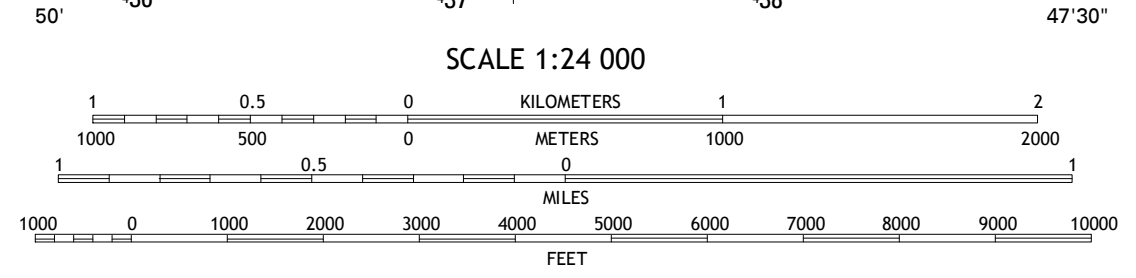 50' 47'30"
SCALE 1:24 000
1 0.5 0 KILOMETERS 1 2
1000 500 0 METERS 1000 2000
1 0.5 0 1
MILES
1000 0 1000 2000 3000 4000 5000 6000 7000 8000 9000 10000
FEET